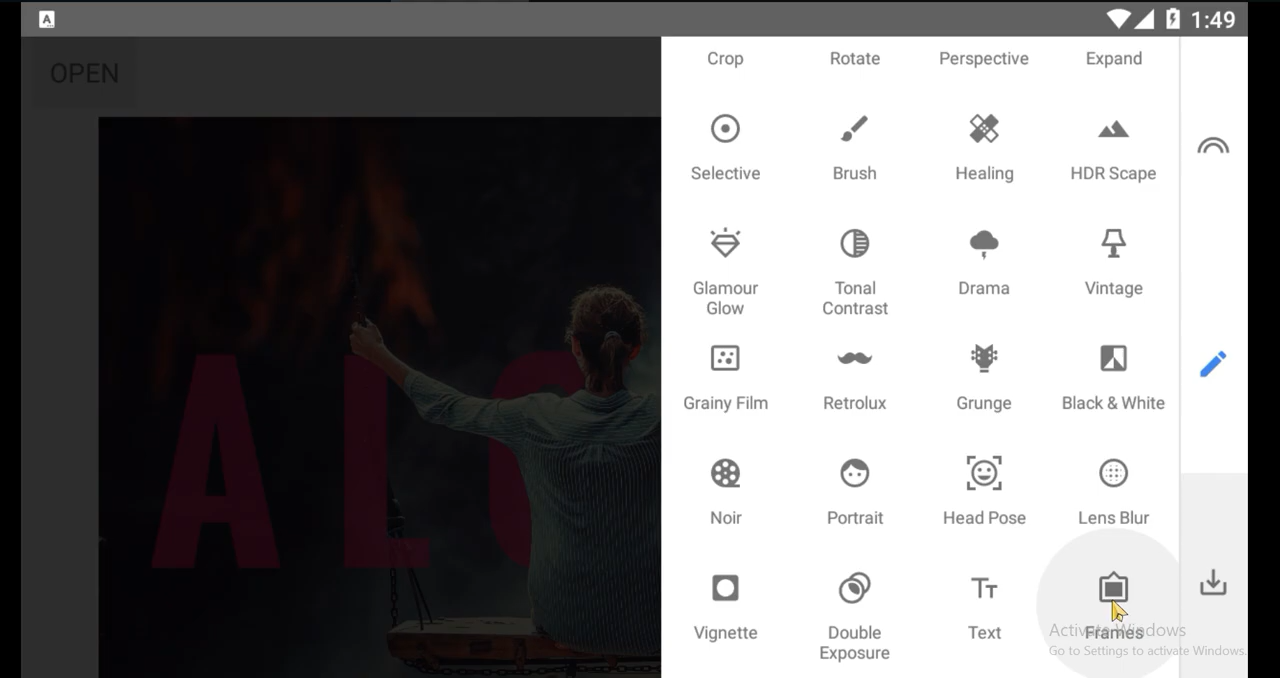 A
1:49
OPEN
Crop Rotate Perspective Expand
Selective Brush Healing HDR Scape
Glamour Glow Tonal Contrast Drama Vintage
Grainy Film Retrolux Grunge Black & White
Noir Portrait Head Pose Lens Blur
Vignette Double Exposure Text Frames
TT
A L O
Activate Windows
Go to Settings to activate Windows.